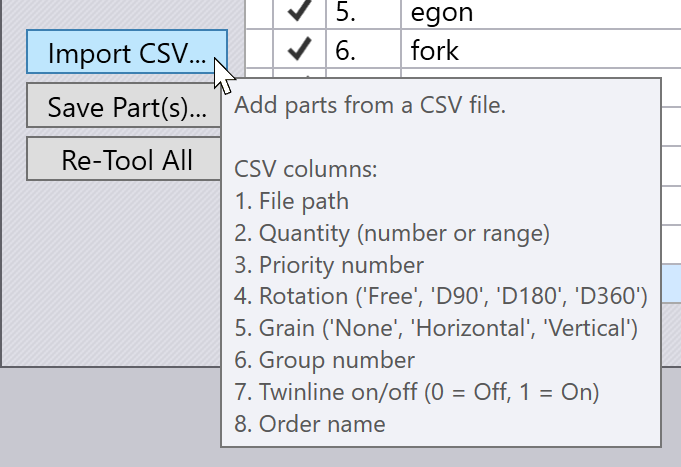 5. egon
Import CSV...
6. fork
Save Part(s)...
Re-Tool All
Add parts from a CSV file.
CSV columns:
1. File path
2. Quantity (number or range)
3. Priority number
4. Rotation ('Free', 'D90', 'D180', 'D360')
5. Grain ('None', 'Horizontal', 'Vertical')
6. Group number
7. Twinline on/off (0 = Off, 1 = On)
8. Order name